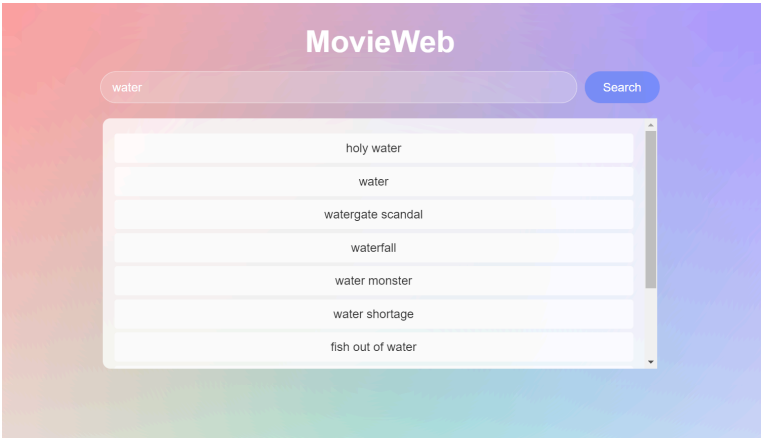 MovieWeb
water
Search
holy water
water
watergate scandal
waterfall
water monster
water shortage
fish out of water